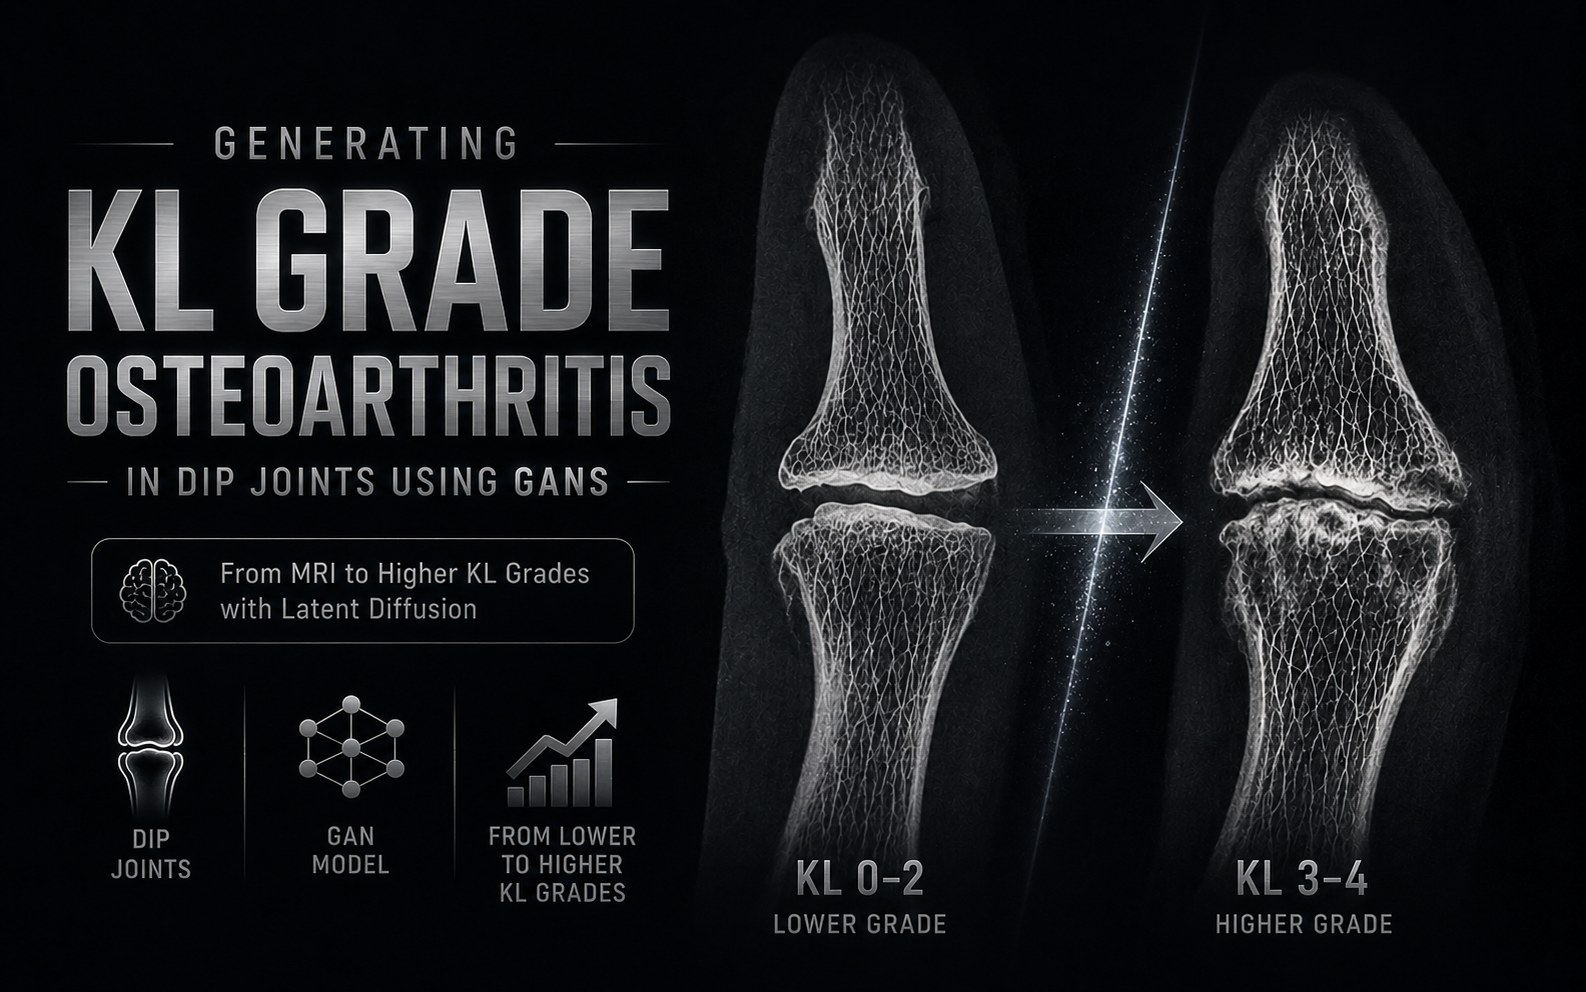 GENERATING
KL GRADE
OSTEOARTHRITIS
IN DIP JOINTS USING GANS
From MRI to Higher KL Grades
with Latent Diffusion
DIP
JOINTS
GAN
MODEL
FROM LOWER
TO HIGHER
KL GRADES
KL 0–2
LOWER GRADE
KL 3–4
HIGHER GRADE